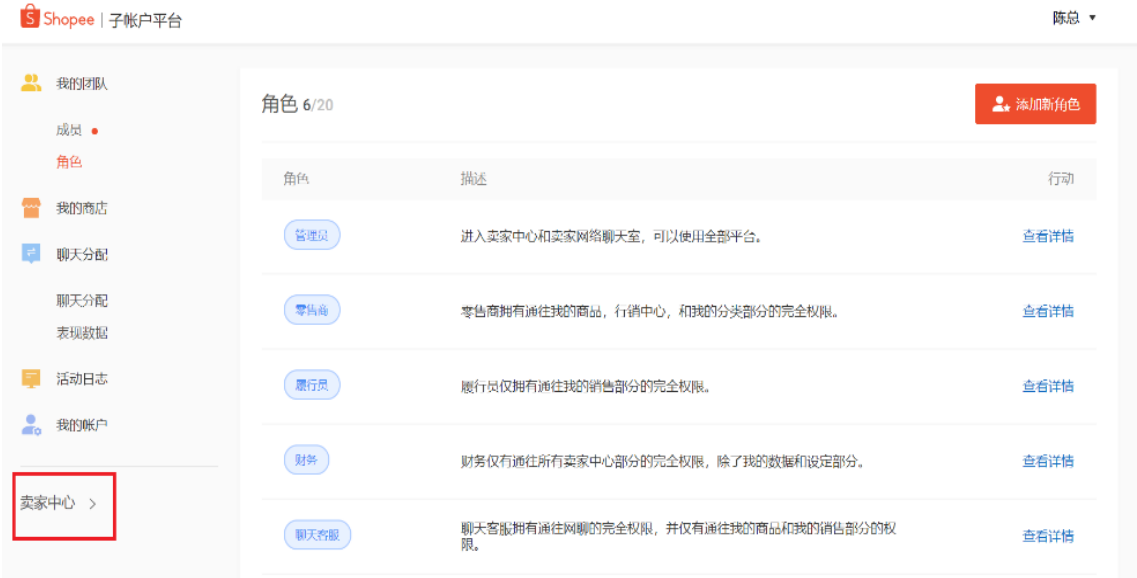 Shopee | 子帐户平台
陈总
我的团队
成员
角色
我的商店
聊天分配
聊天分配
表现数据
活动日志
我的帐户
卖家中心 >
角色 6/20
添加新角色
角色 描述 行动
管理员 进入卖家中心和卖家网络聊天室，可以使用全部平台。 查看详情
零售商 零售商拥有通往我的商品，行销中心，和我的分类部分的完全权限。 查看详情
履行员 履行员仅拥有通往我的销售部分的完全权限。 查看详情
财务 财务仅有通往所有卖家中心部分的完全权限，除了我的数据和设定部分。 查看详情
聊天客服 聊天客服拥有通往网聊的完全权限，并仅有通往我的商品和我的销售部分的权 查看详情
限。